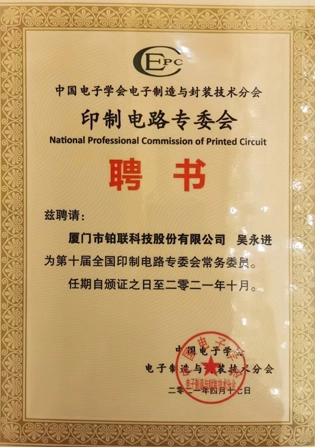 CEPC
中国电子学会电子制造与封装技术分会
印制电路专委会
National Professional Commission of Printed Circuit
聘书
兹聘请：
厦门市铂联科技股份有限公司 吴永进
为第十届全国印制电路专委会常务委员。
任期自颁证之日至二零二一年十月。
中国电子学会
电子制造与封装技术分会
二零二一年四月十七日